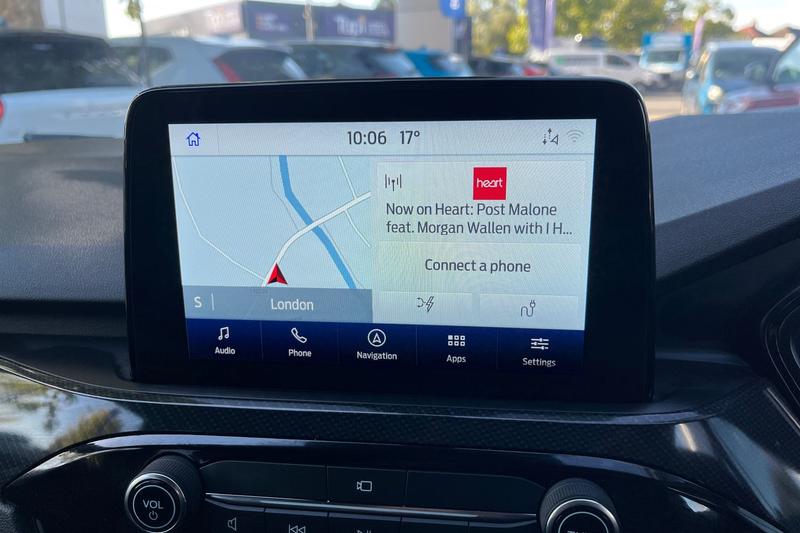 10:06 17°
heart
Now on Heart: Post Malone
feat. Morgan Wallen with I H...
Connect a phone
S London
Audio Phone Navigation Apps Settings
VOL